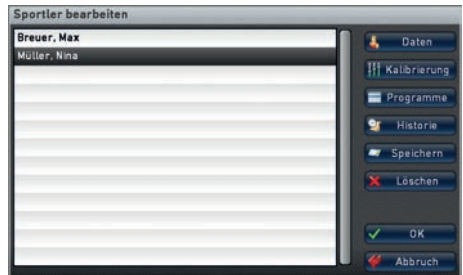 Sportler bearbeiten
Breuer, Max
Müller, Nina
Daten
Kalibrierung
Programme
Historie
Speichern
Löschen
OK
Abbruch